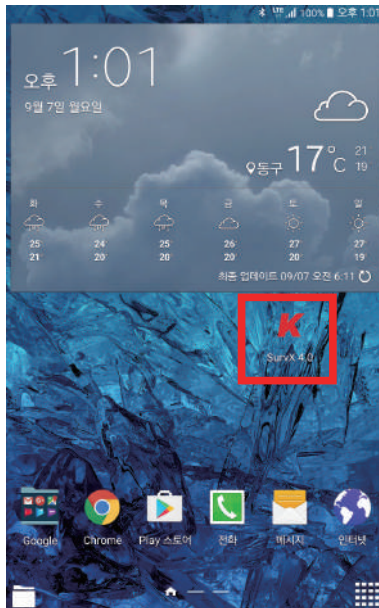 LTE 100% 오후 1:01
오후 1:01
9월 7일 월요일
동구 17°C 21 19
화 수 목 금 토 일
25 24 25 26 27 27
21 20 20 20 20 19
최종 업데이트 09/07 오전 6:11
K
SurvX 4.0
Google Chrome Play 스토어 전화 메시지 인터넷